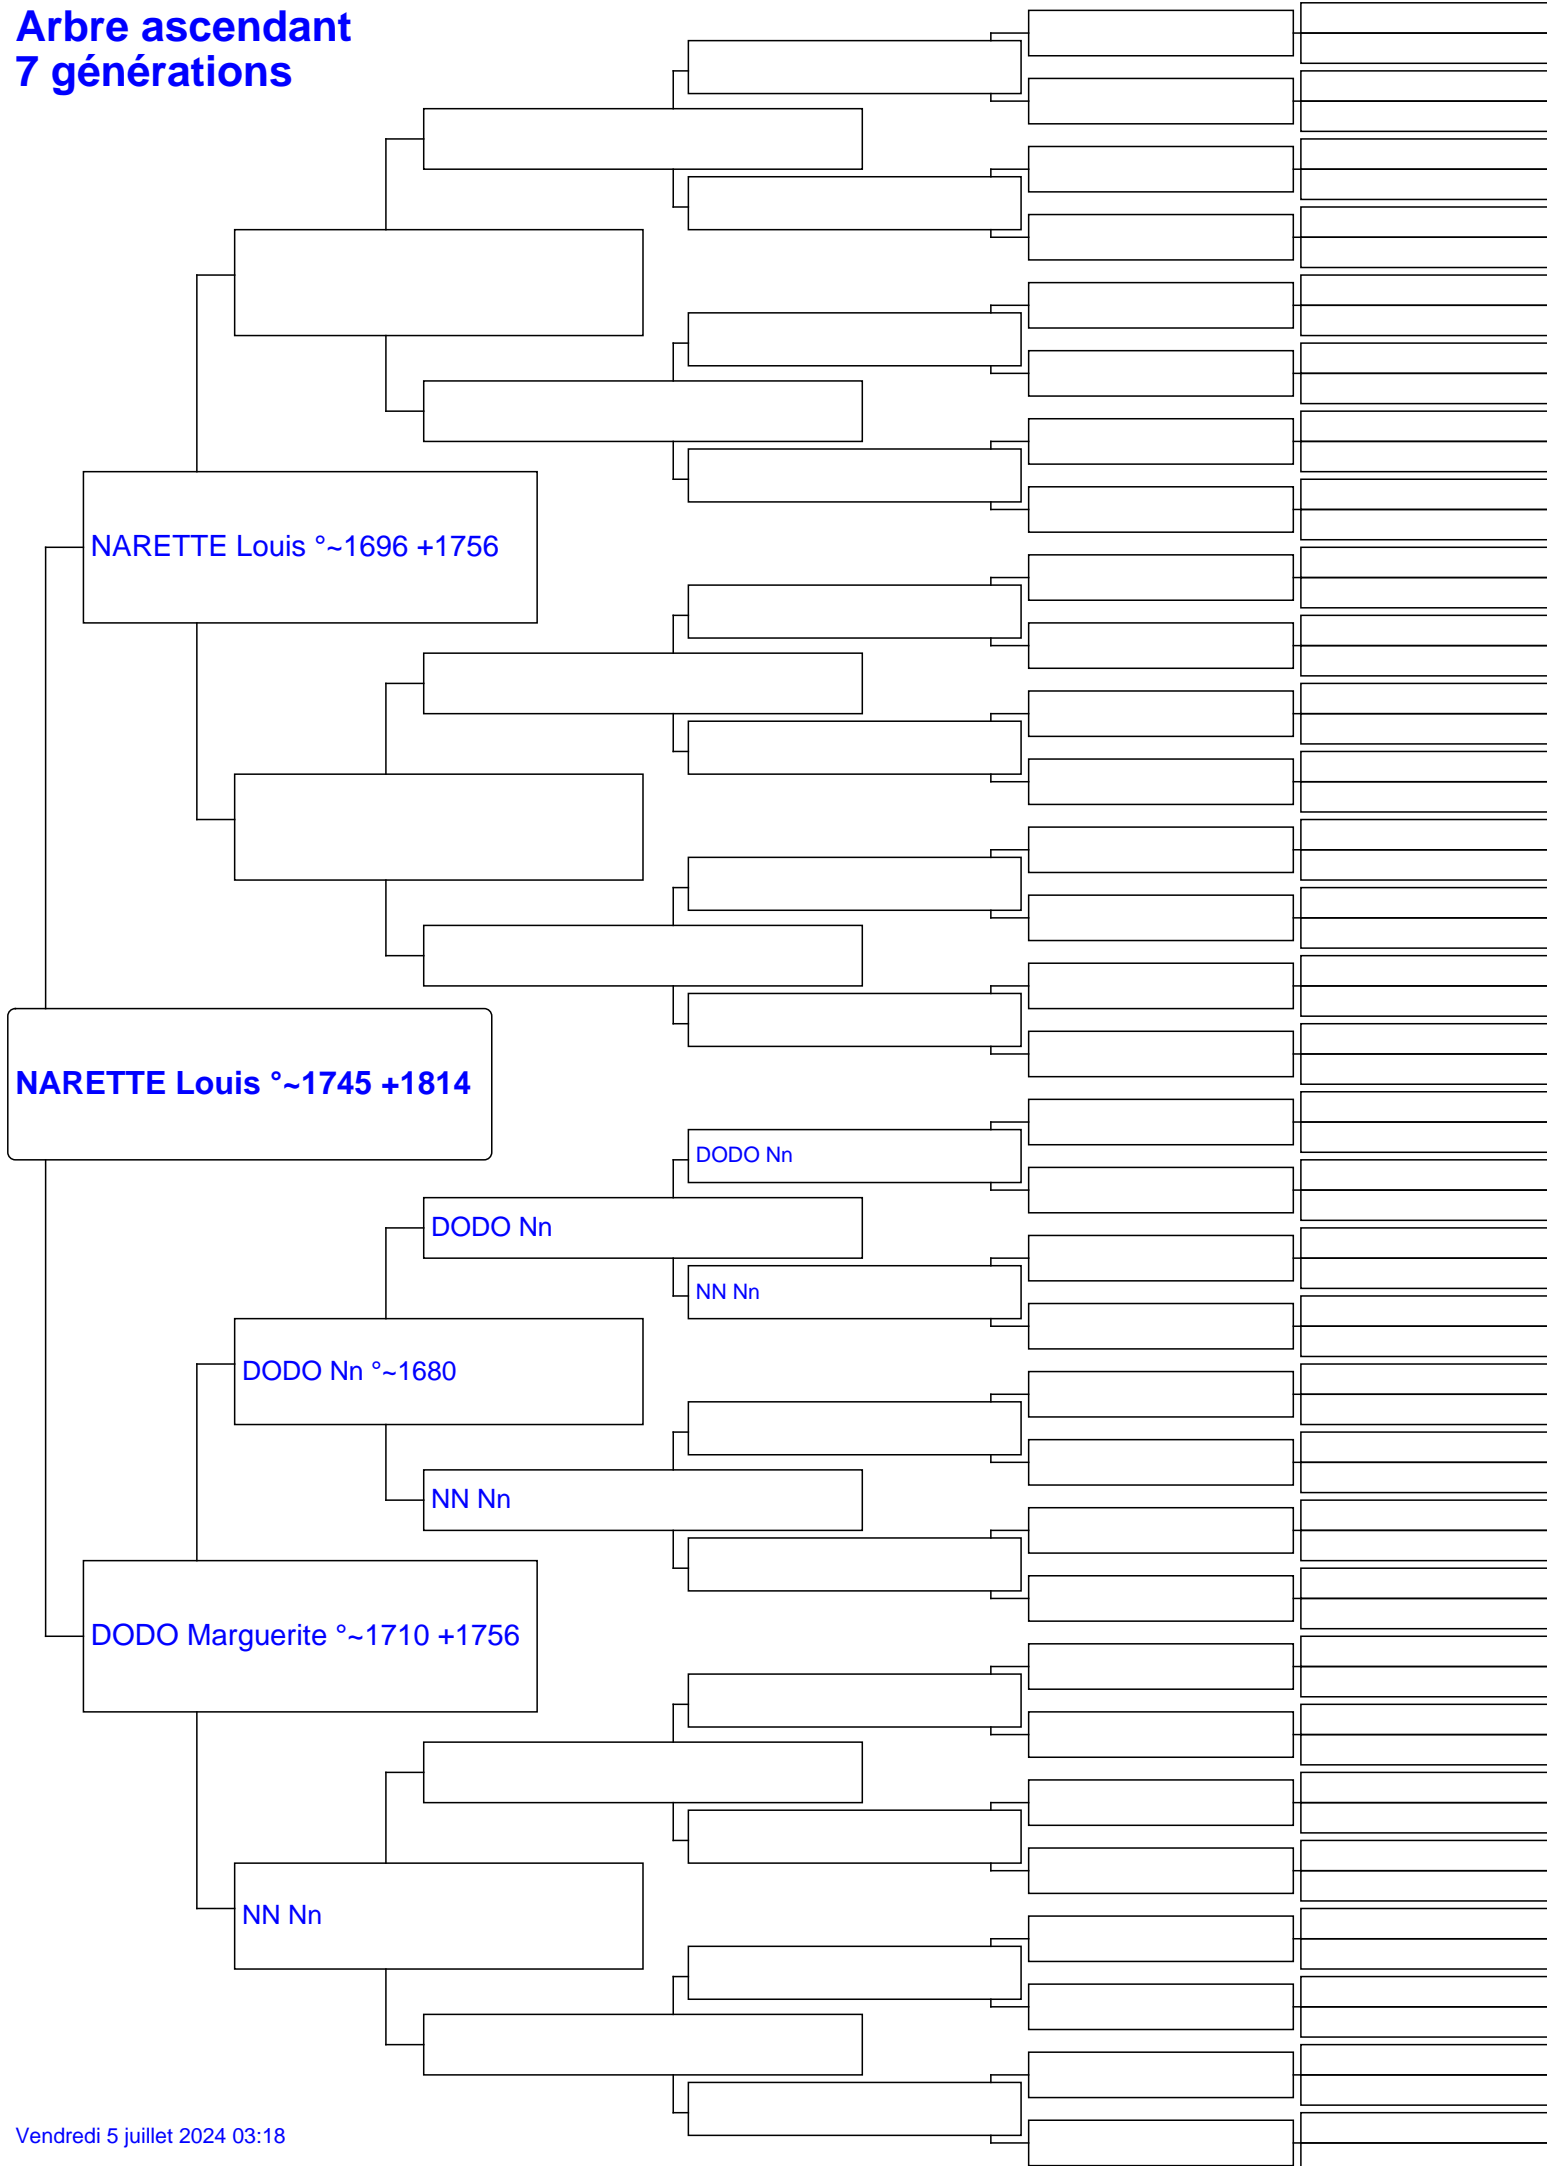 Arbre ascendant
7 générations
NARETTE Louis °~1696 +1756
NARETTE Louis °~1745 +1814
DODO Nn
DODO Nn
NN Nn
DODO Nn °~1680
NN Nn
DODO Marguerite °~1710 +1756
NN Nn
Vendredi 5 juillet 2024 03:18